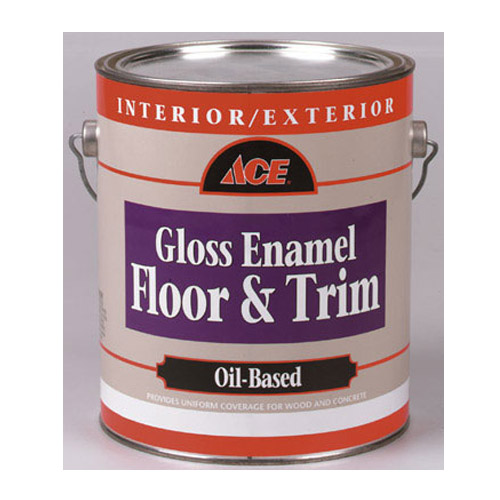 INTERIOR/EXTERIOR
ACE
Gloss Enamel
Floor & Trim
Oil-Based
PROVIDES UNIFORM COVERAGE FOR WOOD AND CONCRETE